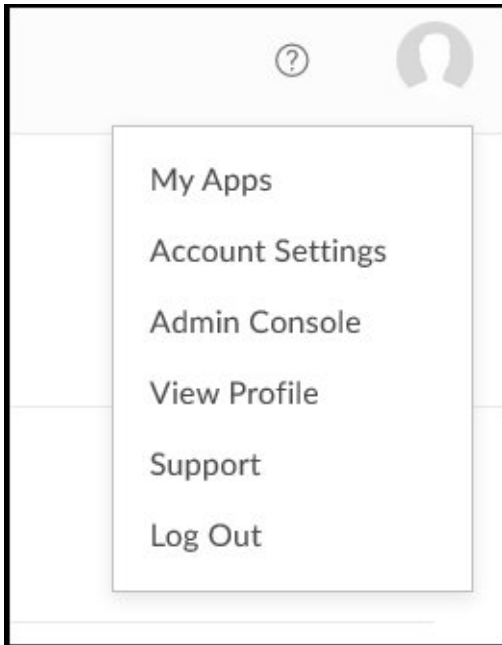 ?
My Apps
Account Settings
Admin Console
View Profile
Support
Log Out